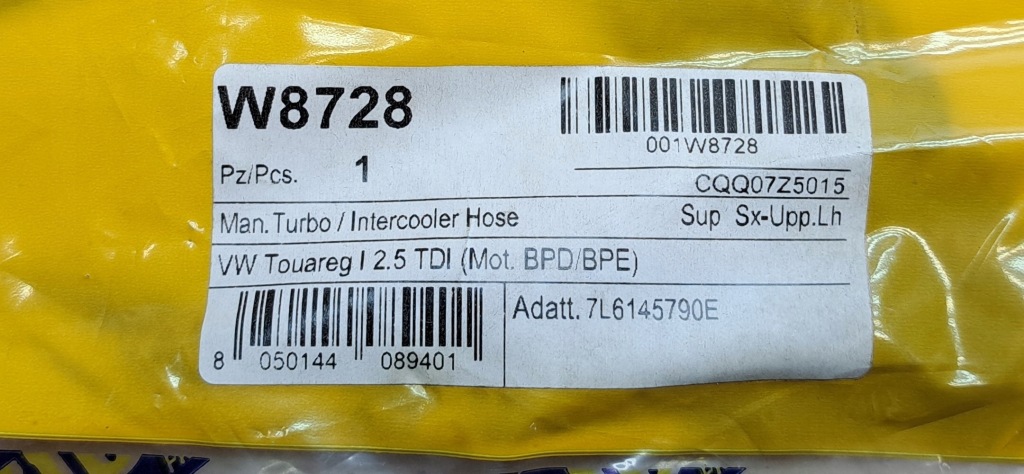 W8728
001W8728
Pz/Pcs. 1
CQQ07Z5015
Man. Turbo / Intercooler Hose Sup Sx-Upp.Lh
VW Touareg I 2.5 TDI (Mot. BPD/BPE)
Adatt. 7L6145790E
8 050144 089401